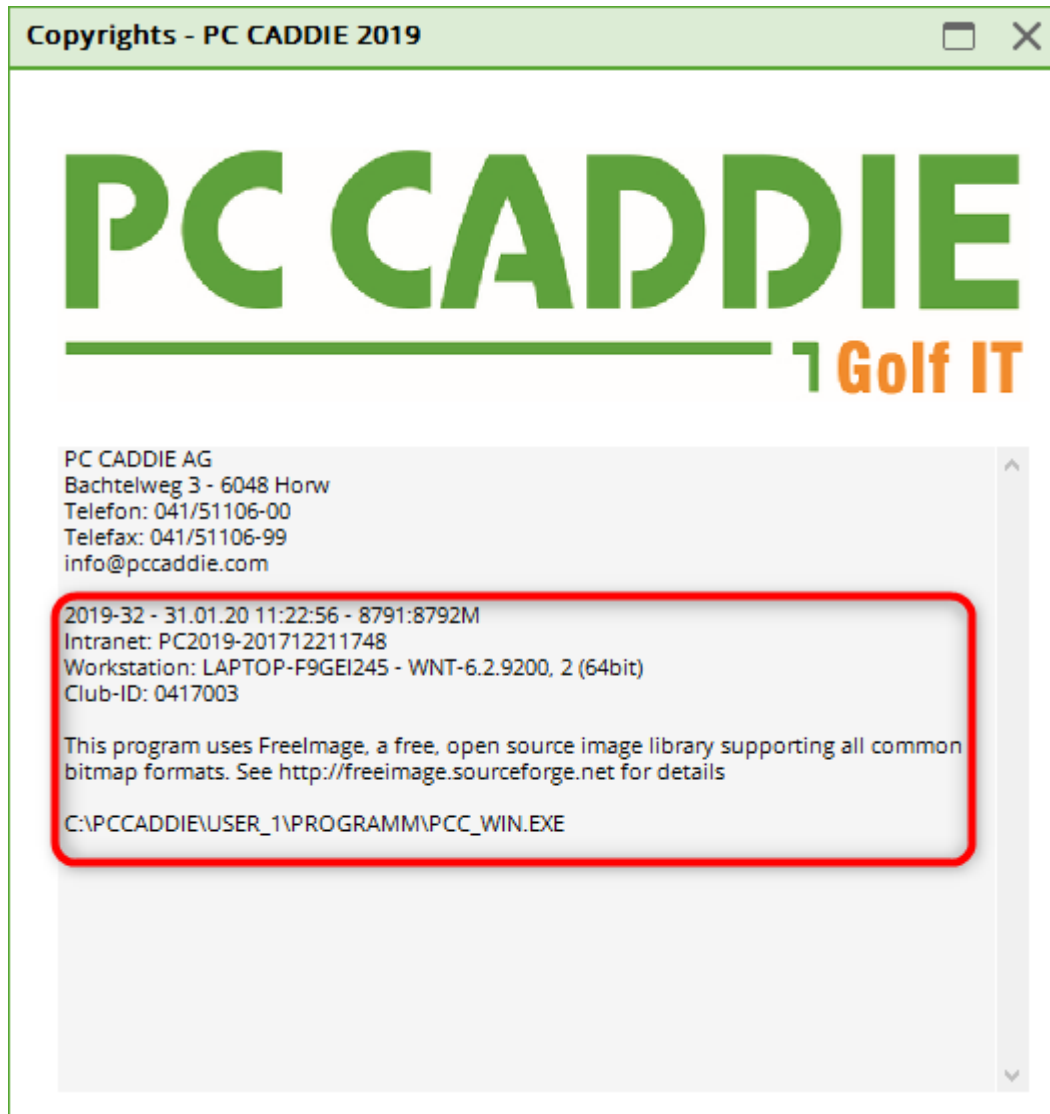 Copyrights - PC CADDIE 2019
PC CADDIE
Golf IT
PC CADDIE AG
Bachtelweg 3 - 6048 Horw
Telefon: 041/51106-00
Telefax: 041/51106-99
info@pccaddie.com
2019-32 - 31.01.20 11:22:56 - 8791:8792M
Intranet: PC2019-201712211748
Workstation: LAPTOP-F9GEI245 - WNT-6.2.9200, 2 (64bit)
Club-ID: 0417003
This program uses FreeImage, a free, open source image library supporting all common
bitmap formats. See http://freeimage.sourceforge.net for details
C:\PCCADDIE\USER_1\PROGRAMM\PCC_WIN.EXE